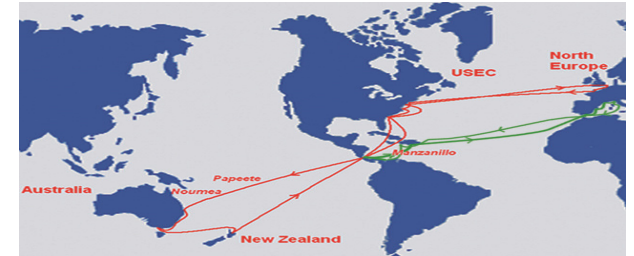 North
Europe
USEC
Manzanillo
Papeete
Australia
Noumea
New Zealand